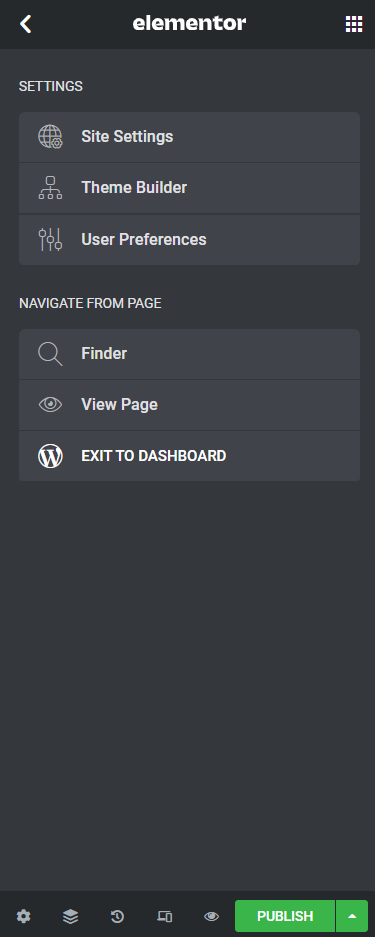 elementor
SETTINGS
Site Settings
Theme Builder
User Preferences
NAVIGATE FROM PAGE
Finder
View Page
EXIT TO DASHBOARD
PUBLISH